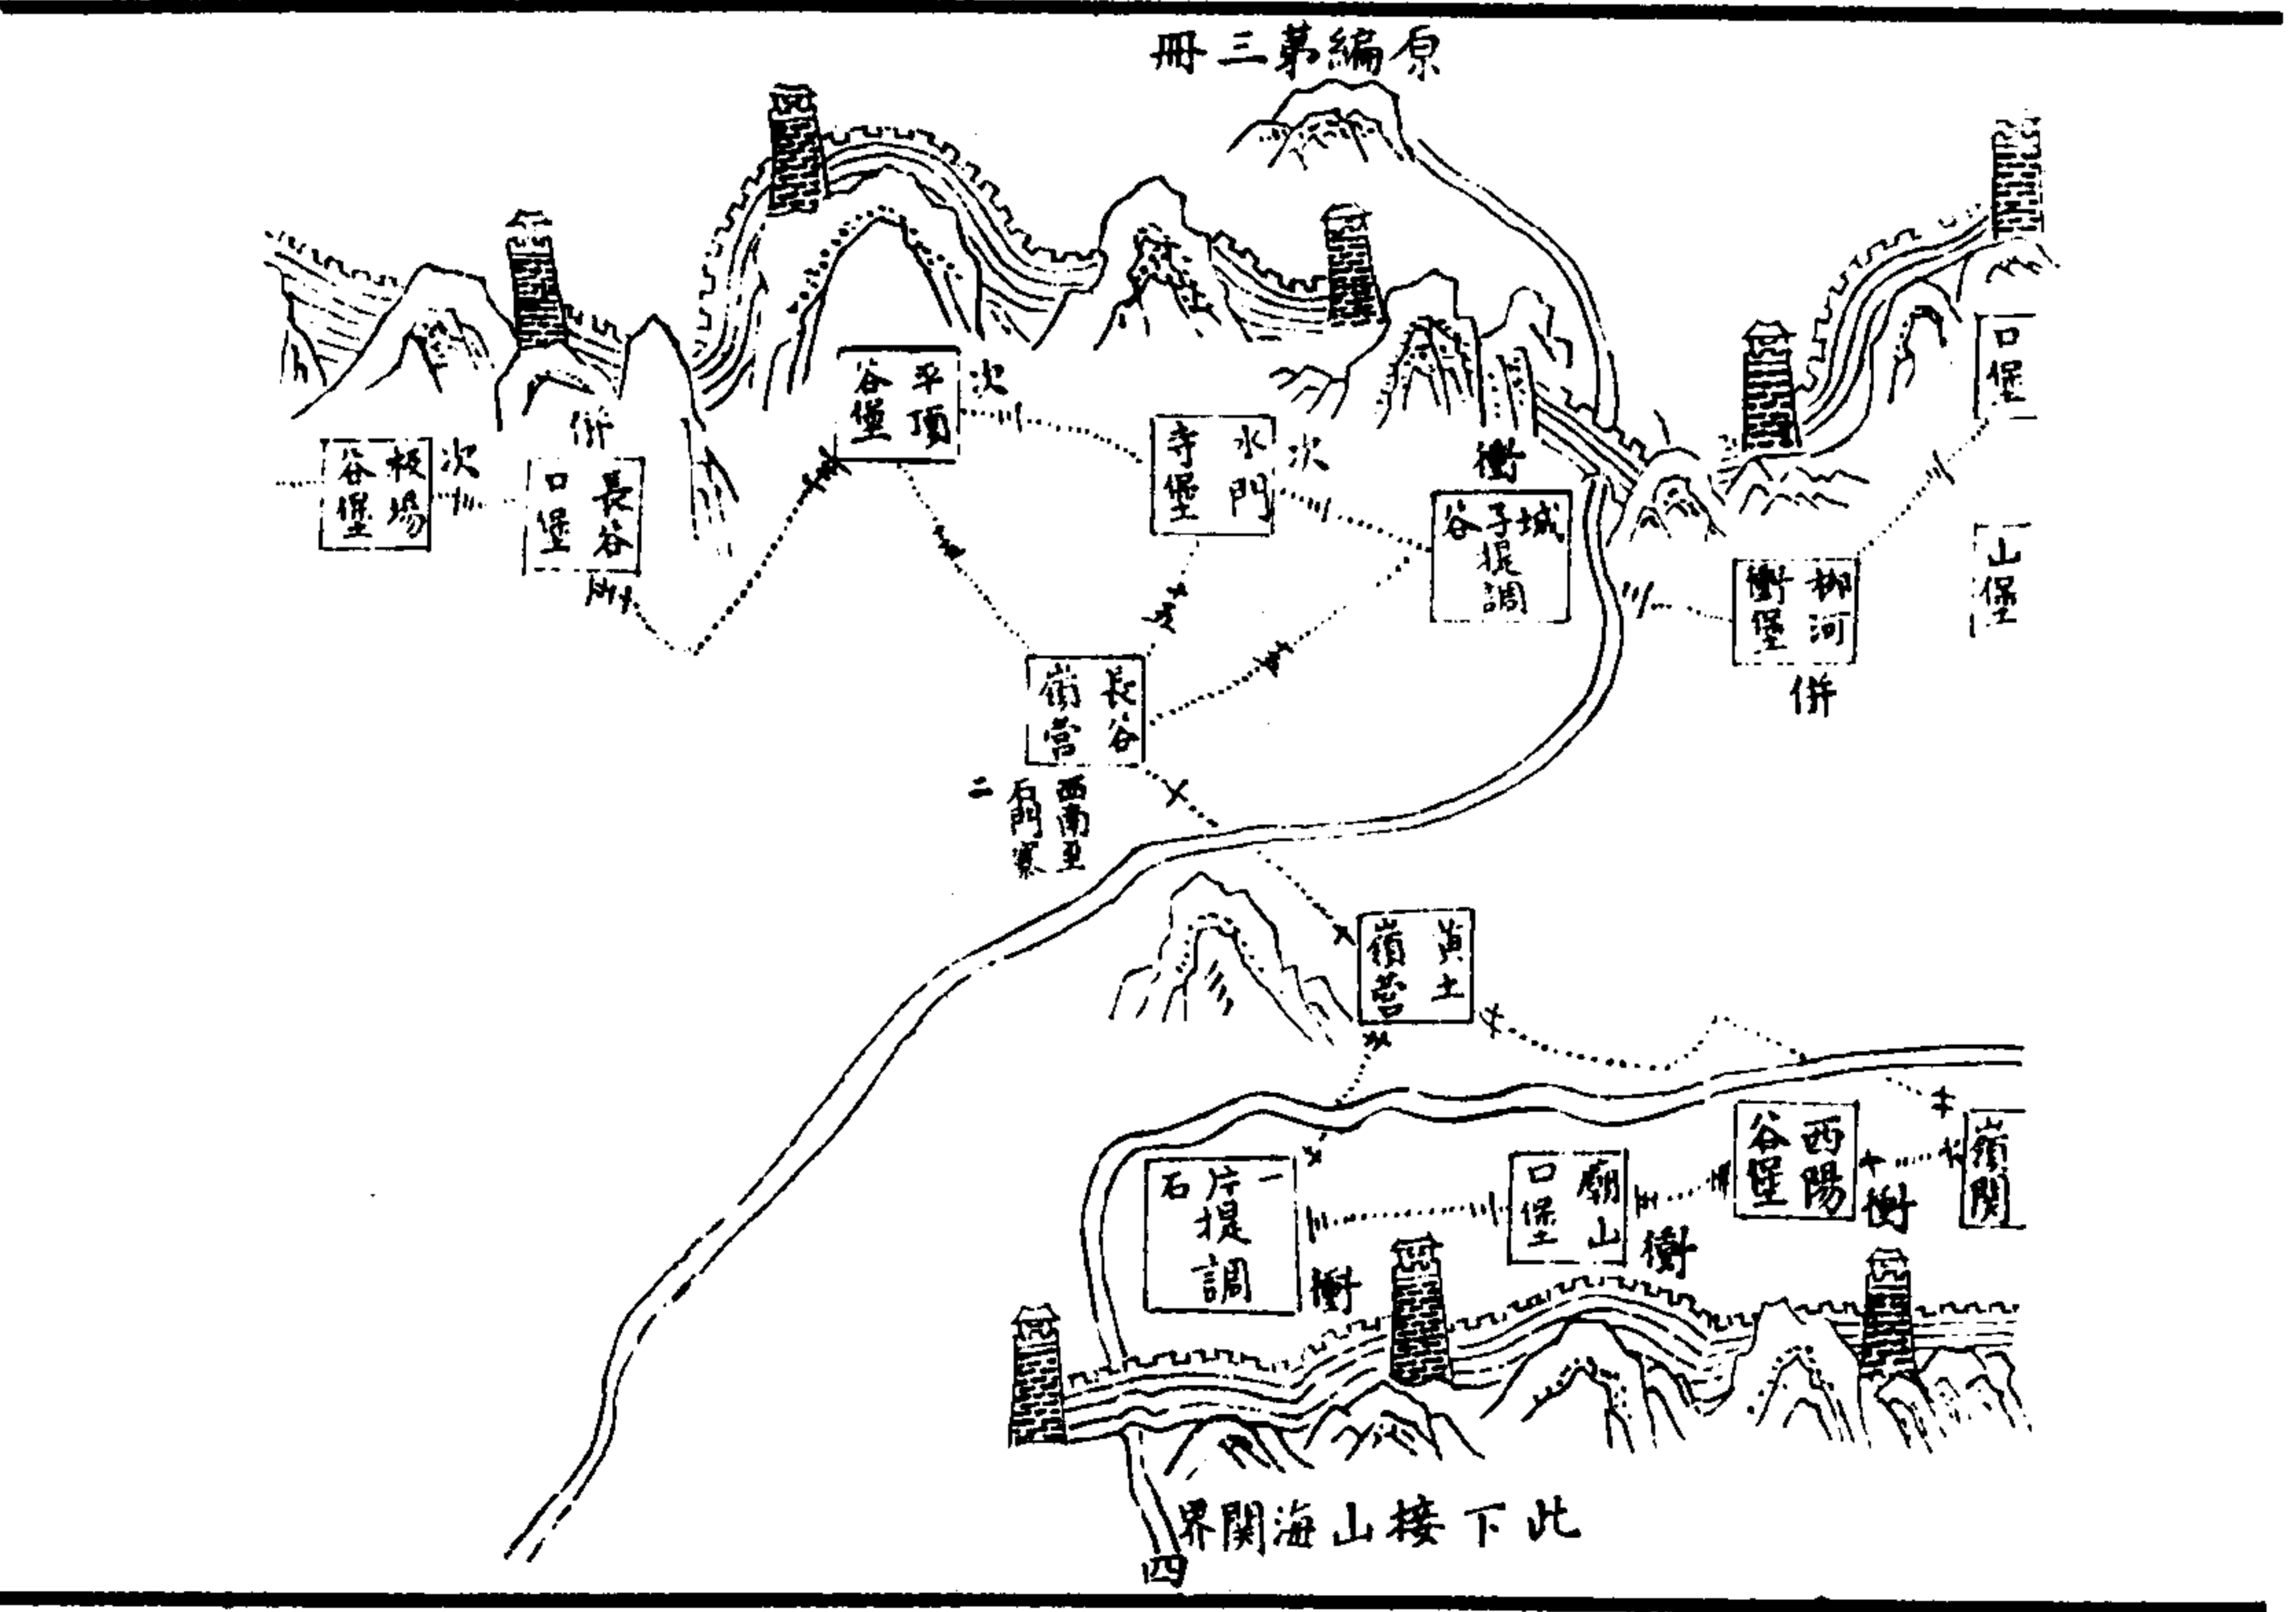 原編第三冊
口堡
山堡
柳河衝堡
併
衝
城子谷提調
次
水門寺堡
次
平頂谷堡
併
長谷口堡
次
板場谷堡
長谷嶺營
西南至石門寨
二
黃土嶺營
嶺関
衝
西陽谷堡
衝
廟山口堡
衝
一片石提調
此下接山海関界
四